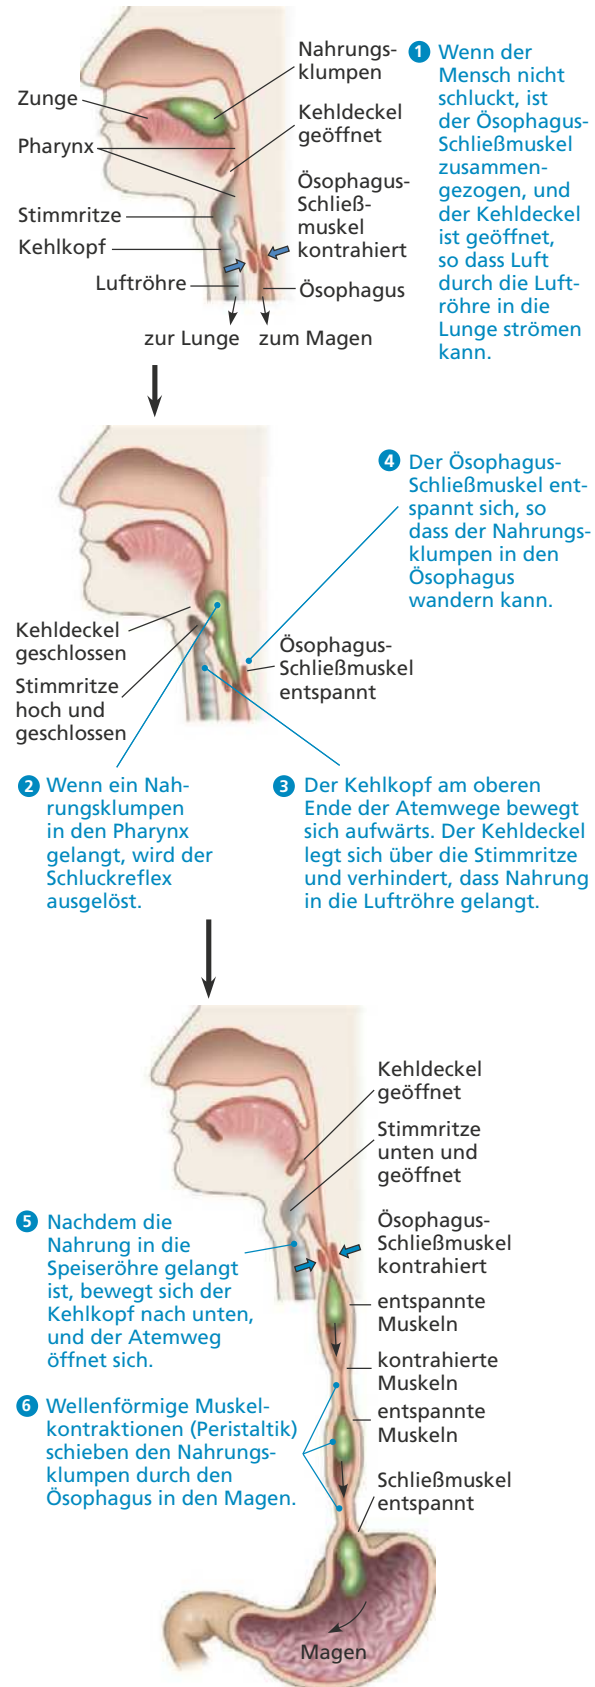 Nahrungs-
klumpen
Zunge
Kehldeckel
geöffnet
Pharynx
Ösophagus-
Schließ-
muskel
kontrahiert
Stimmritze
Kehlkopf
Luftröhre
Ösophagus
zur Lunge
zum Magen
1 Wenn der
Mensch nicht
schluckt, ist
der Ösophagus-
Schließmuskel
zusammen-
gezogen, und
der Kehldeckel
ist geöffnet,
so dass Luft
durch die Luft-
röhre in die
Lunge strömen
kann.
4 Der Ösophagus-
Schließmuskel ent-
spannt sich, so
dass der Nahrungs-
klumpen in den
Ösophagus
wandern kann.
Kehldeckel
geschlossen
Stimmritze
hoch und
geschlossen
Ösophagus-
Schließmuskel
entspannt
2 Wenn ein Nah-
rungsklumpen
in den Pharynx
gelangt, wird der
Schluckreflex
ausgelöst.
3 Der Kehlkopf am oberen
Ende der Atemwege bewegt
sich aufwärts. Der Kehldeckel
legt sich über die Stimmritze
und verhindert, dass Nahrung
in die Luftröhre gelangt.
Kehldeckel
geöffnet
Stimmritze
unten und
geöffnet
5 Nachdem die
Nahrung in die
Speiseröhre gelangt
ist, bewegt sich der
Kehlkopf nach unten,
und der Atemweg
öffnet sich.
Ösophagus-
Schließmuskel
kontrahiert
entspannte
Muskeln
kontrahierte
Muskeln
entspannte
Muskeln
6 Wellenförmige Muskel-
kontraktionen (Peristaltik)
schieben den Nahrungs-
klumpen durch den
Ösophagus in den Magen.
Schließmuskel
entspannt
Magen